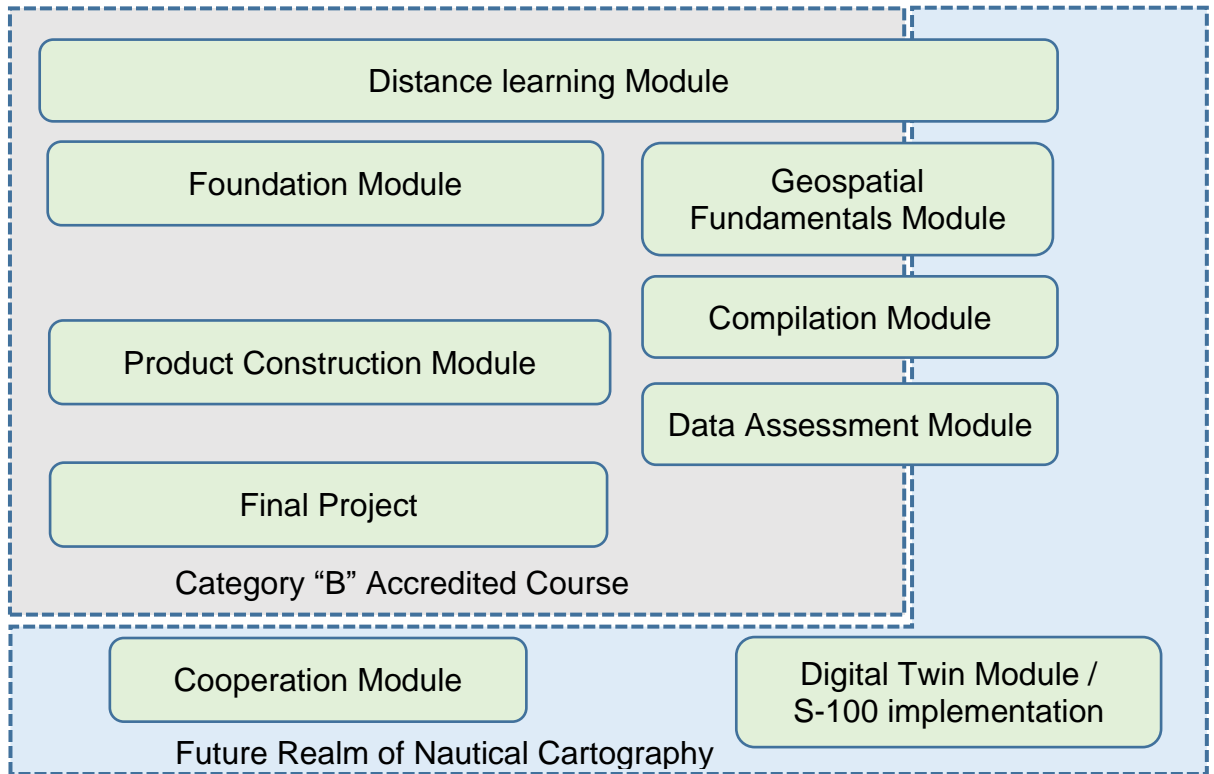 Distance learning Module
Foundation Module
Geospatial
Fundamentals Module
Compilation Module
Product Construction Module
Data Assessment Module
Final Project
Category “B” Accredited Course
Cooperation Module
Digital Twin Module /
S-100 implementation
Future Realm of Nautical Cartography